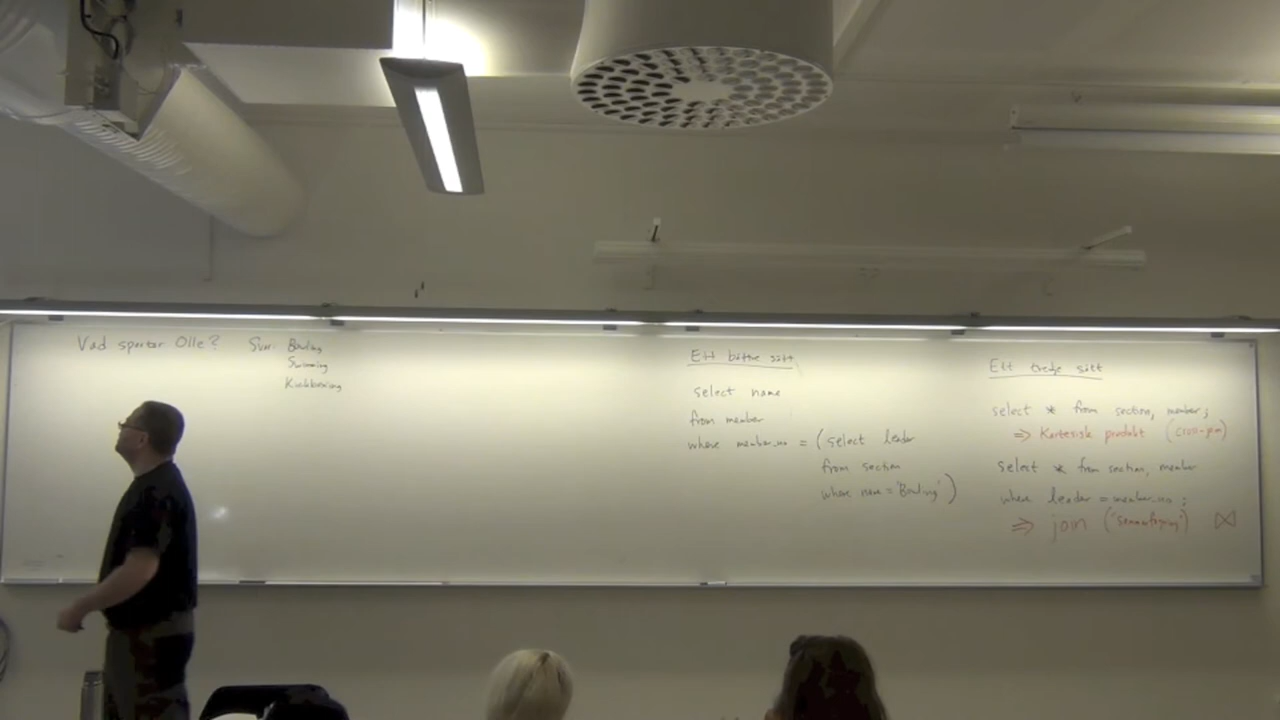 Vad sportar Olle? Svar: Bowling
Swimming
Kickboxing
Ett bättre sätt
select name
from member
where member_no = (select leader
from section
where name = 'Bowling')
Ett tredje sätt
select * from section, member;
⇒ Kartesisk produkt (cross-join)
select * from section, member
where leader = member_no;
⇒ join ("sammanfogning") ⋈